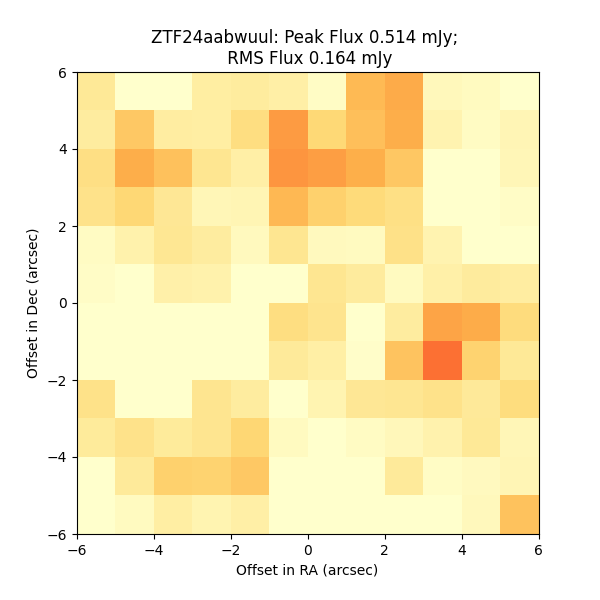 ZTF24aabwuul: Peak Flux 0.514 mJy;
RMS Flux 0.164 mJy
6
4
2
0
−2
−4
−6
Offset in Dec (arcsec)
−6 −4 −2 0 2 4 6
Offset in RA (arcsec)